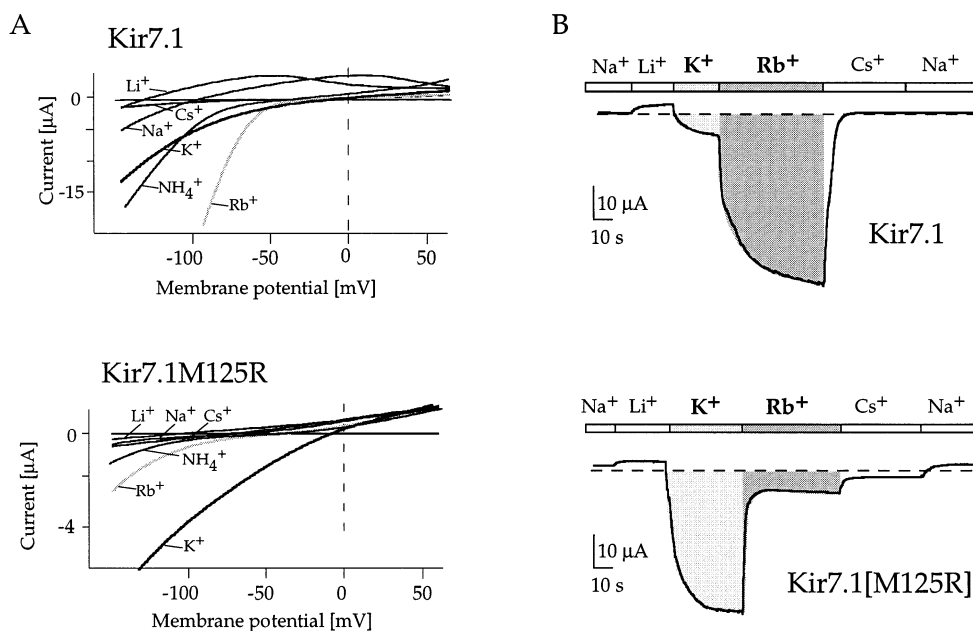 A
Kir7.1
Current [µA]
0
-15
Li⁺
Cs⁺
Na⁺
K⁺
NH₄⁺
Rb⁺
-100 -50 0 50
Membrane potential [mV]
Kir7.1M125R
Current [µA]
0
-4
Li⁺ Na⁺ Cs⁺
NH₄⁺
Rb⁺
K⁺
-100 -50 0 50
Membrane potential [mV]
B
Na⁺ Li⁺ K⁺ Rb⁺ Cs⁺ Na⁺
10 µA
10 s
Kir7.1
Na⁺ Li⁺ K⁺ Rb⁺ Cs⁺ Na⁺
10 µA
10 s
Kir7.1[M125R]